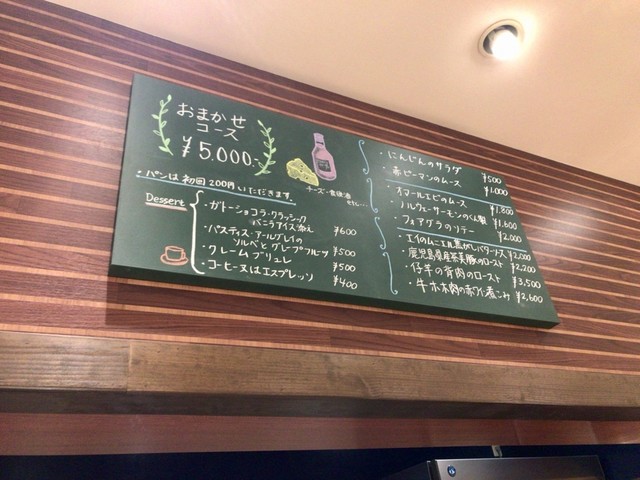 おまかせ
コース
¥5,000-
・パンは初回200円いただきます。
チーズ・食後酒
Dessert
・ガトーショコラ・クラッシック
バニラアイス添え ¥600
・パスティス・アールグレイの
ソルベとグレープフルーツ ¥500
・クレームブリュレ ¥500
・コーヒー又はエスプレッソ ¥400
・にんじんのサラダ ¥500
・赤ピーマンのムース ¥1,000
・オマールエビのムース ¥1,800
・ノルウェーサーモンのくん製 ¥1,600
・フォアグラのソテー ¥2,000
・エイのムニエル焦がしバターソース ¥2,000
・鹿児島県産茶美豚のロースト ¥2,200
・仔羊の背肉のロースト ¥3,500
・牛ホホ肉の赤ワイン煮こみ ¥2,600